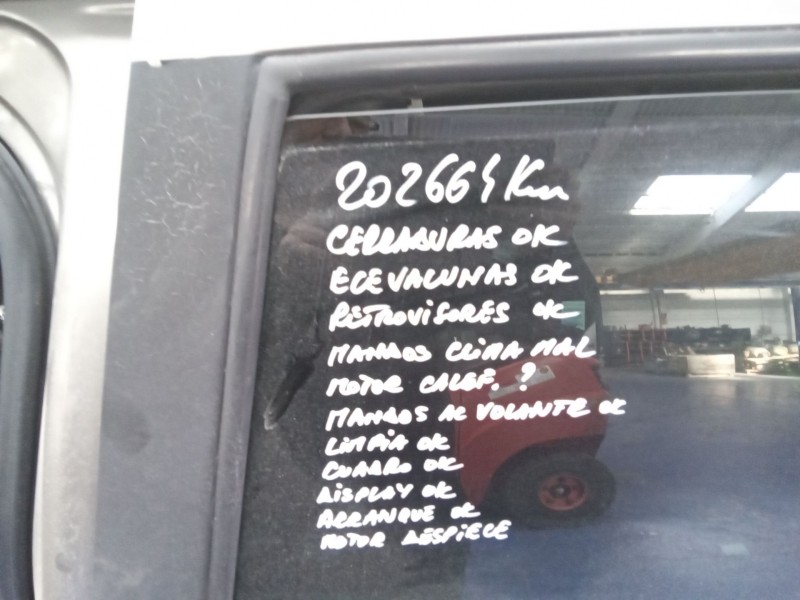 202664 Km
CERRADURAS OK
ELEVALUNAS OK
RETROVISORES OK
MANDOS CLIMA MAL
MOTOR CALEF. ?
MANDOS AL VOLANTE OK
LIMPIA OK
CUADRO OK
DISPLAY OK
ARRANQUE OK
MOTOR DESPIECE